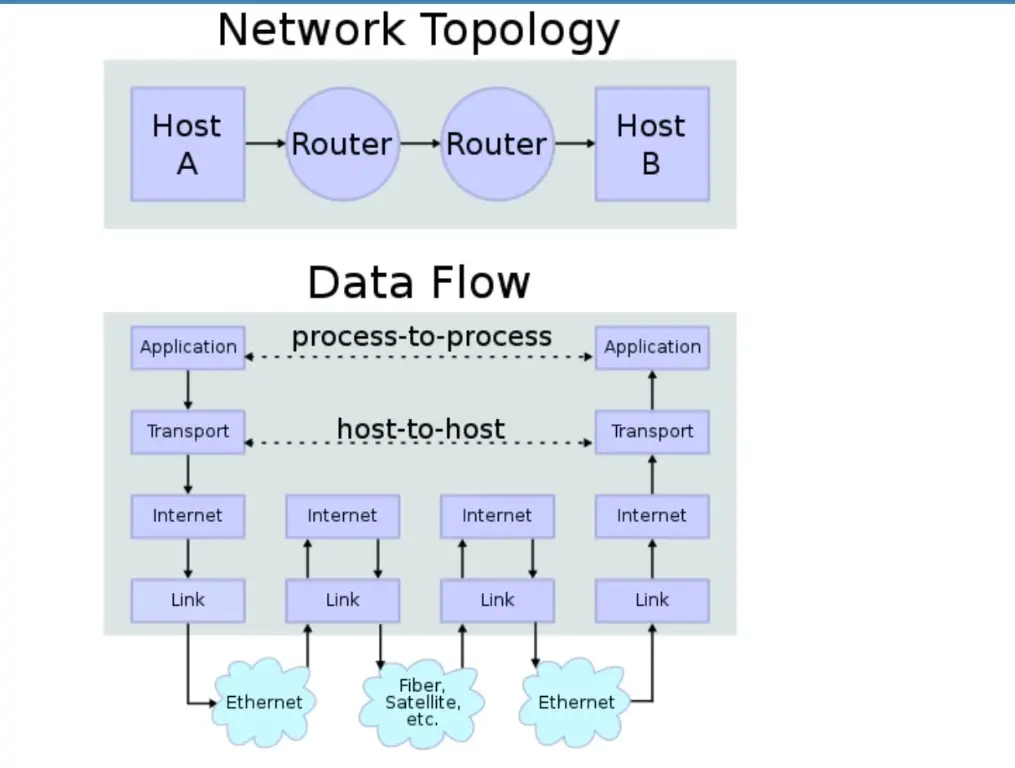 Network Topology
Host
A
Router
Router
Host
B
Data Flow
Application
process-to-process
Application
Transport
host-to-host
Transport
Internet
Internet
Internet
Internet
Link
Link
Link
Link
Ethernet
Fiber,
Satellite,
etc.
Ethernet